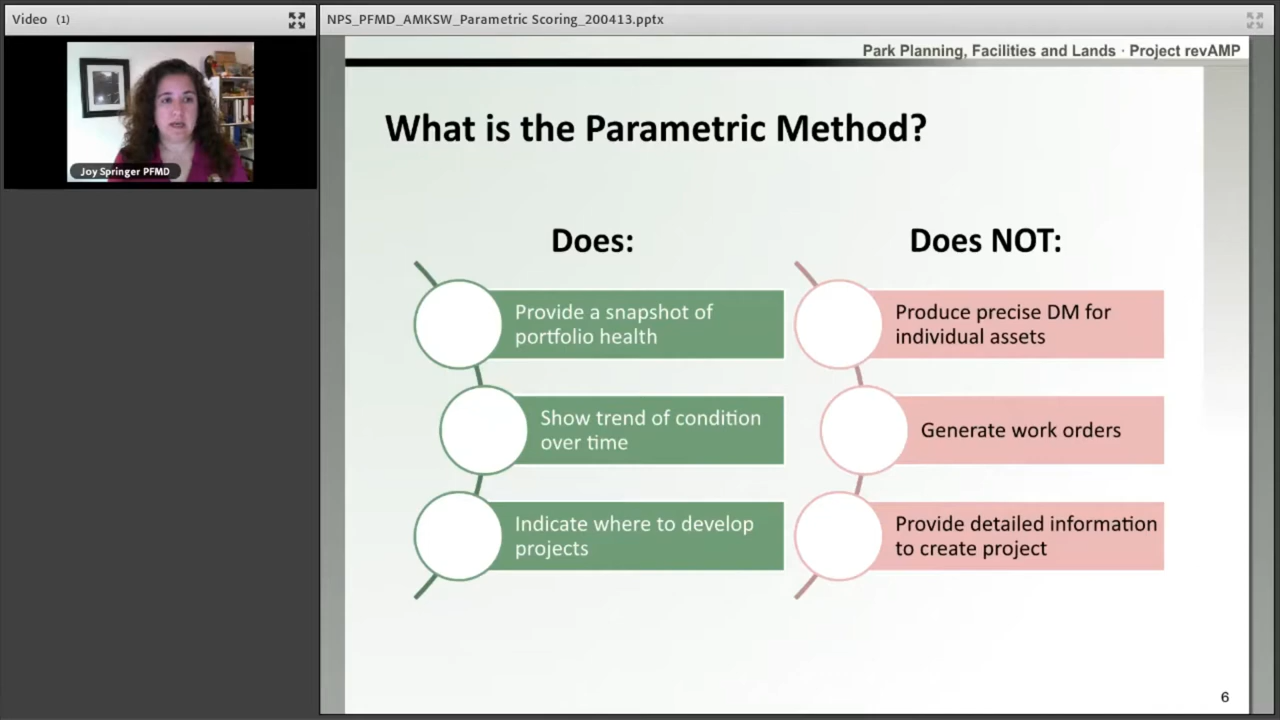 Video (1)
NPS_PFMD_AMKSW_Parametric Scoring_200413.pptx
Joy Springer PFMD
Park Planning, Facilities and Lands · Project revAMP
What is the Parametric Method?
Does:
Provide a snapshot of
portfolio health
Show trend of condition
over time
Indicate where to develop
projects
Does NOT:
Produce precise DM for
individual assets
Generate work orders
Provide detailed information
to create project
6